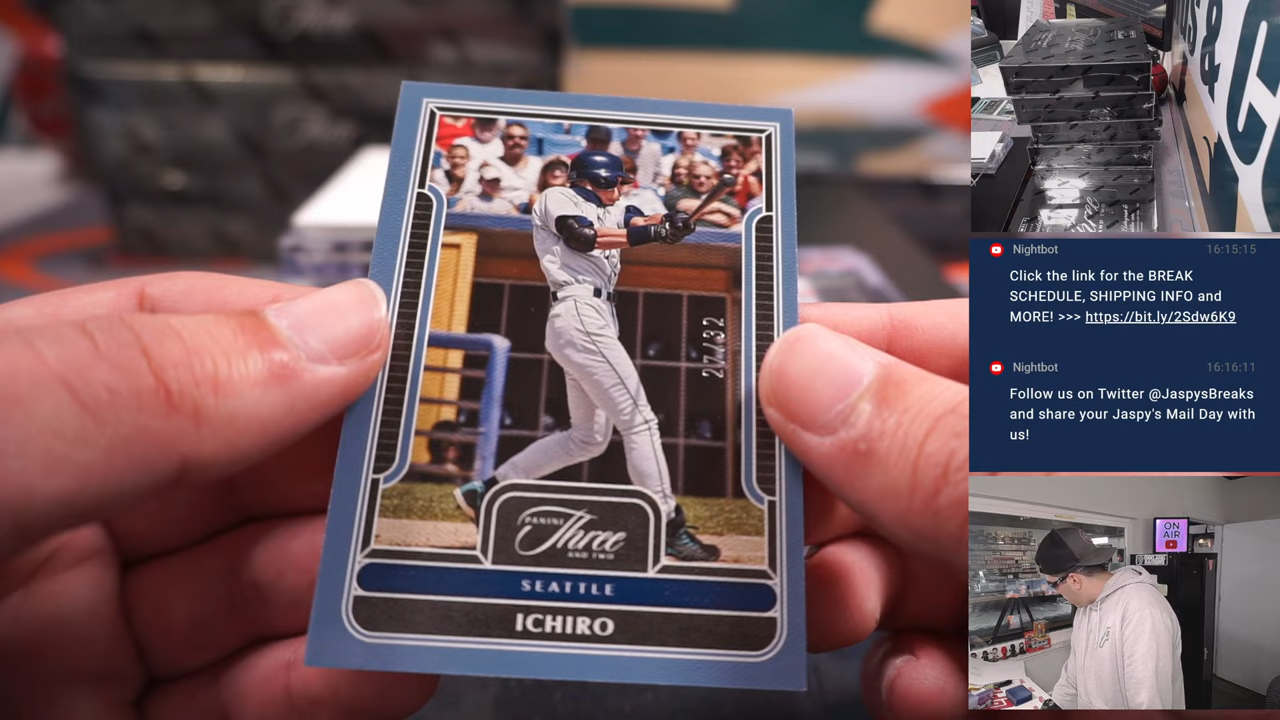 27/32
PANINI
Three
AND TWO
SEATTLE
ICHIRO
Three
& C
Nightbot 16:15:15
Click the link for the BREAK
SCHEDULE, SHIPPING INFO and
MORE! >>> https://bit.ly/2Sdw6K9
Nightbot 16:16:11
Follow us on Twitter @JaspysBreaks
and share your Jaspy's Mail Day with
us!
ON
AIR